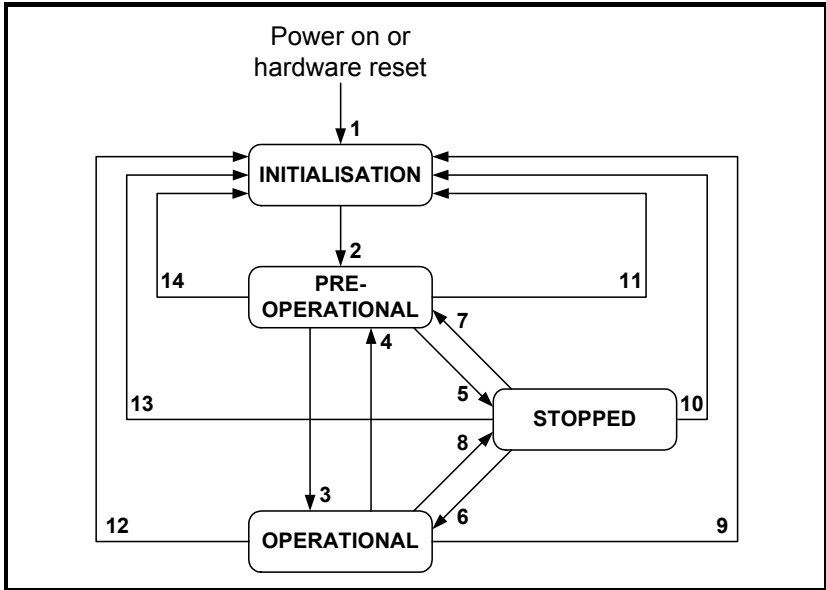 Power on or
hardware reset
1
INITIALISATION
2
14
11
PRE-
OPERATIONAL
7
4
5
13
10
STOPPED
8
3
6
12
9
OPERATIONAL